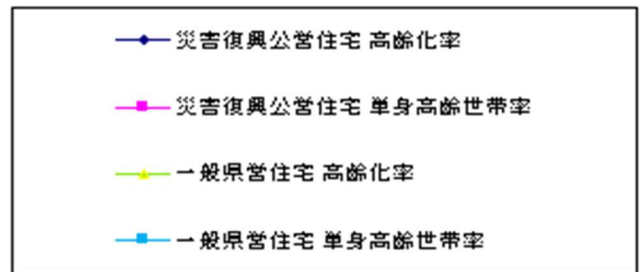 災害復興公営住宅 高齢化率
災害復興公営住宅 単身高齢世帯率
一般県営住宅 高齢化率
一般県営住宅 単身高齢世帯率